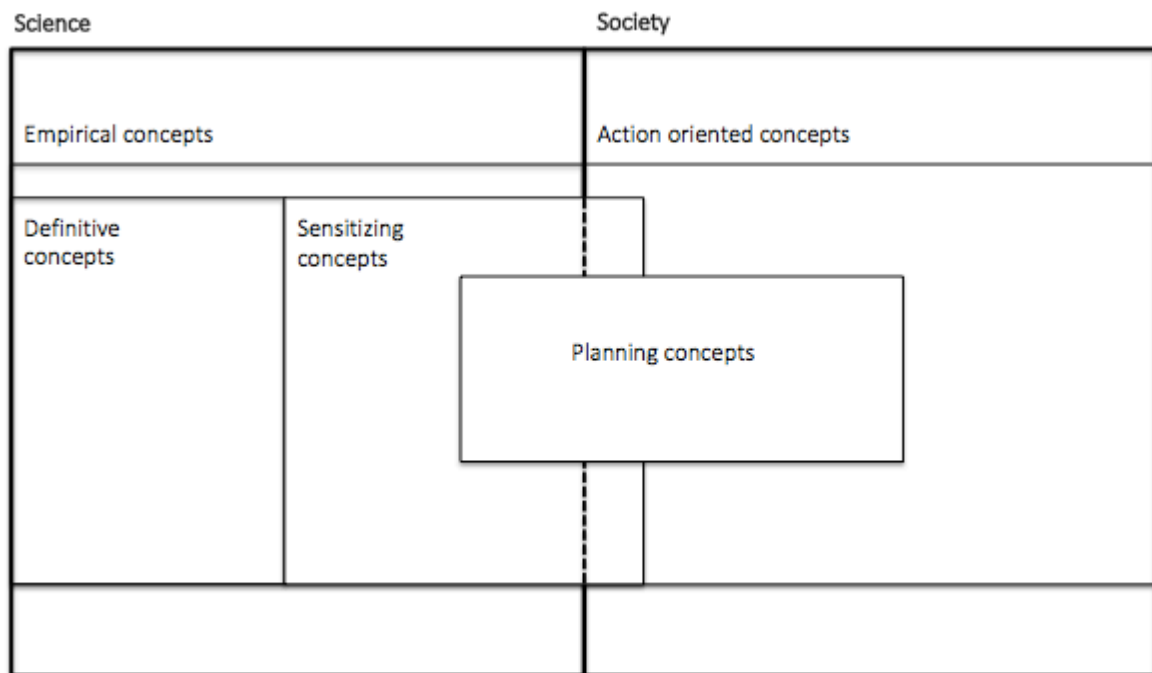 Science
Society
Empirical concepts
Action oriented concepts
Definitive
concepts
Sensitizing
concepts
Planning concepts